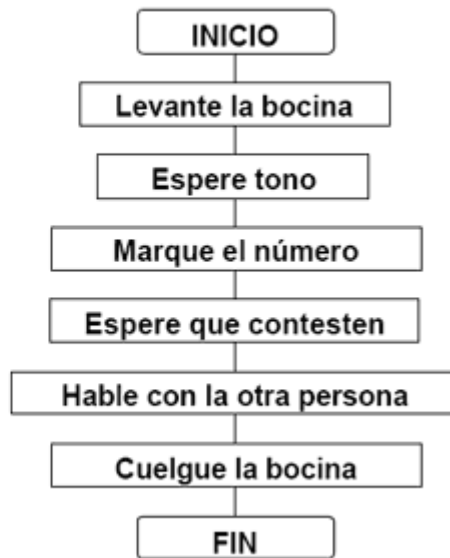 INICIO
Levante la bocina
Espere tono
Marque el número
Espere que contesten
Hable con la otra persona
Cuelgue la bocina
FIN